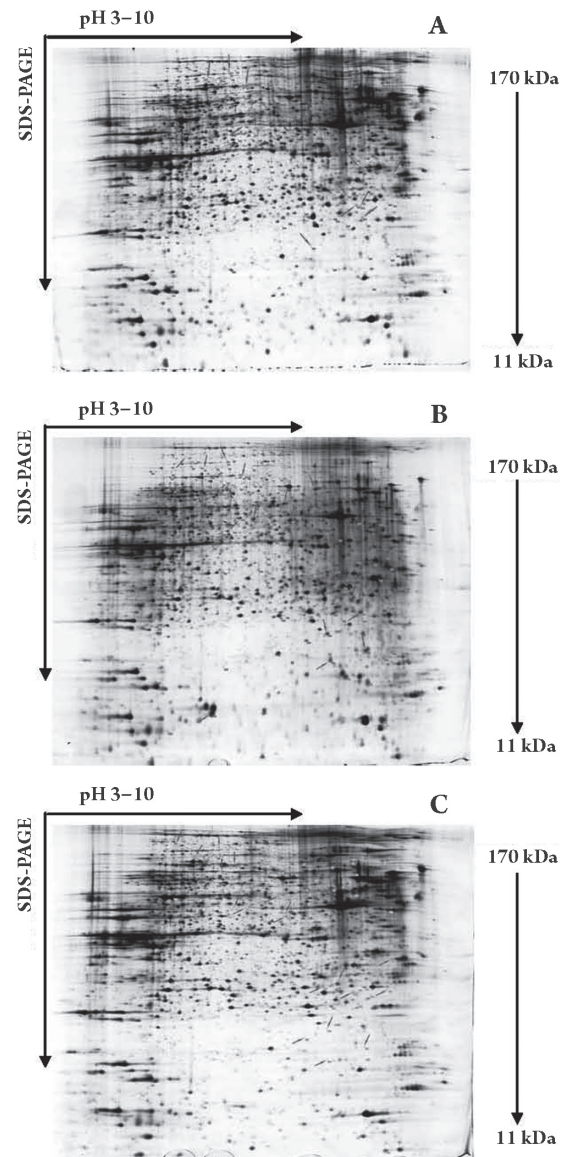 pH 3–10
A
SDS-PAGE
170 kDa
11 kDa
pH 3–10
B
SDS-PAGE
170 kDa
11 kDa
pH 3–10
C
SDS-PAGE
170 kDa
11 kDa